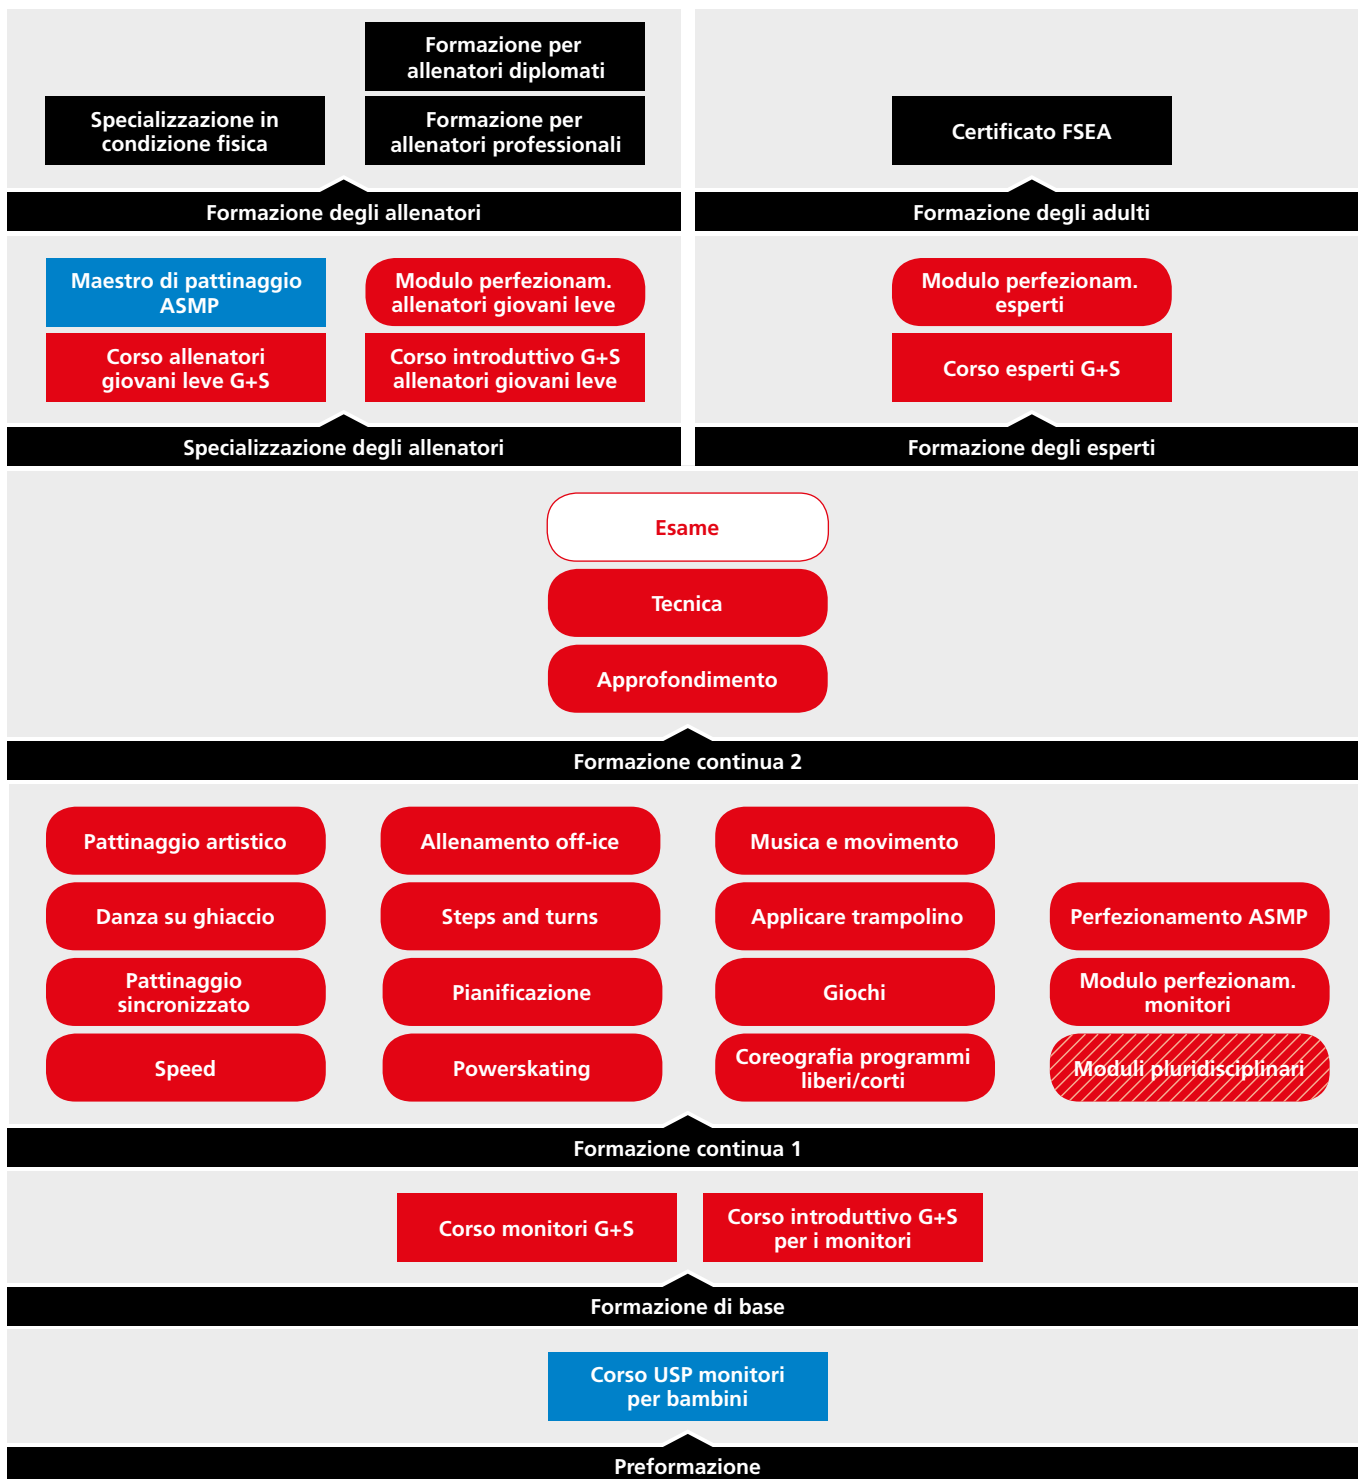 Formazione per
allenatori diplomati
Specializzazione in
condizione fisica
Formazione per
allenatori professionali
Certificato FSEA
Formazione degli allenatori
Formazione degli adulti
Maestro di pattinaggio
ASMP
Modulo perfezionam.
allenatori giovani leve
Modulo perfezionam.
esperti
Corso allenatori
giovani leve G+S
Corso introduttivo G+S
allenatori giovani leve
Corso esperti G+S
Specializzazione degli allenatori
Formazione degli esperti
Esame
Tecnica
Approfondimento
Formazione continua 2
Pattinaggio artistico
Allenamento off-ice
Musica e movimento
Danza su ghiaccio
Steps and turns
Applicare trampolino
Perfezionamento ASMP
Pattinaggio
sincronizzato
Pianificazione
Giochi
Modulo perfezionam.
monitori
Speed
Powerskating
Coreografia programmi
liberi/corti
Moduli pluridisciplinari
Formazione continua 1
Corso monitori G+S
Corso introduttivo G+S
per i monitori
Formazione di base
Corso USP monitori
per bambini
Preformazione